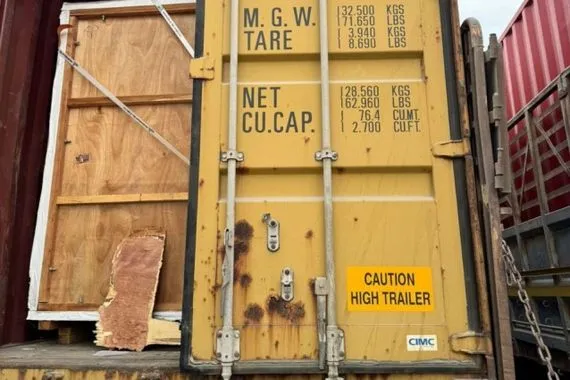 M.G.W. 32.500 KGS
71.650 LBS
TARE 3.940 KGS
8.690 LBS
NET 28.560 KGS
62.960 LBS
CU.CAP. 76.4 CU.MT.
2.700 CU.FT.
CAUTION
HIGH TRAILER
CIMC